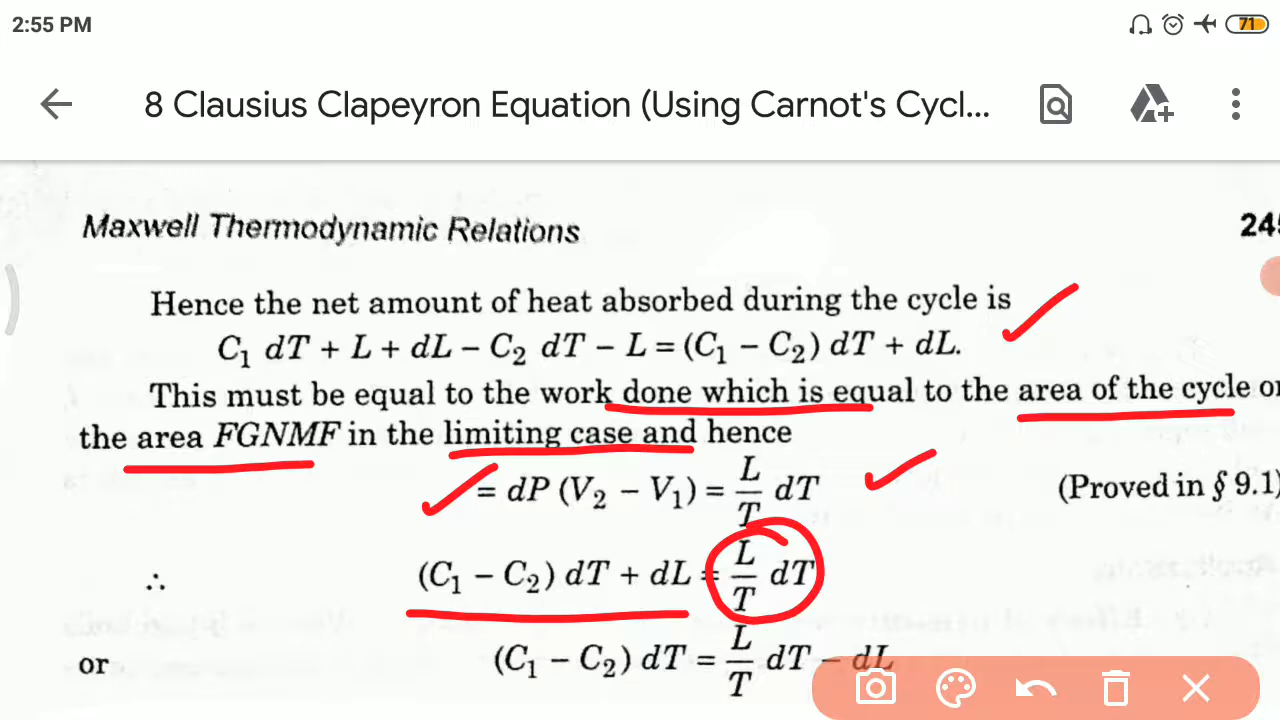 2:55 PM
71
8 Clausius Clapeyron Equation (Using Carnot's Cycl...
Maxwell Thermodynamic Relations 245
Hence the net amount of heat absorbed during the cycle is
C₁ dT + L + dL − C₂ dT − L = (C₁ − C₂) dT + dL.
This must be equal to the work done which is equal to the area of the cycle or
the area FGNMF in the limiting case and hence
= dP (V₂ − V₁) = L/T dT (Proved in § 9.1)
∴ (C₁ − C₂) dT + dL = L/T dT
or (C₁ − C₂) dT = L/T dT − dL